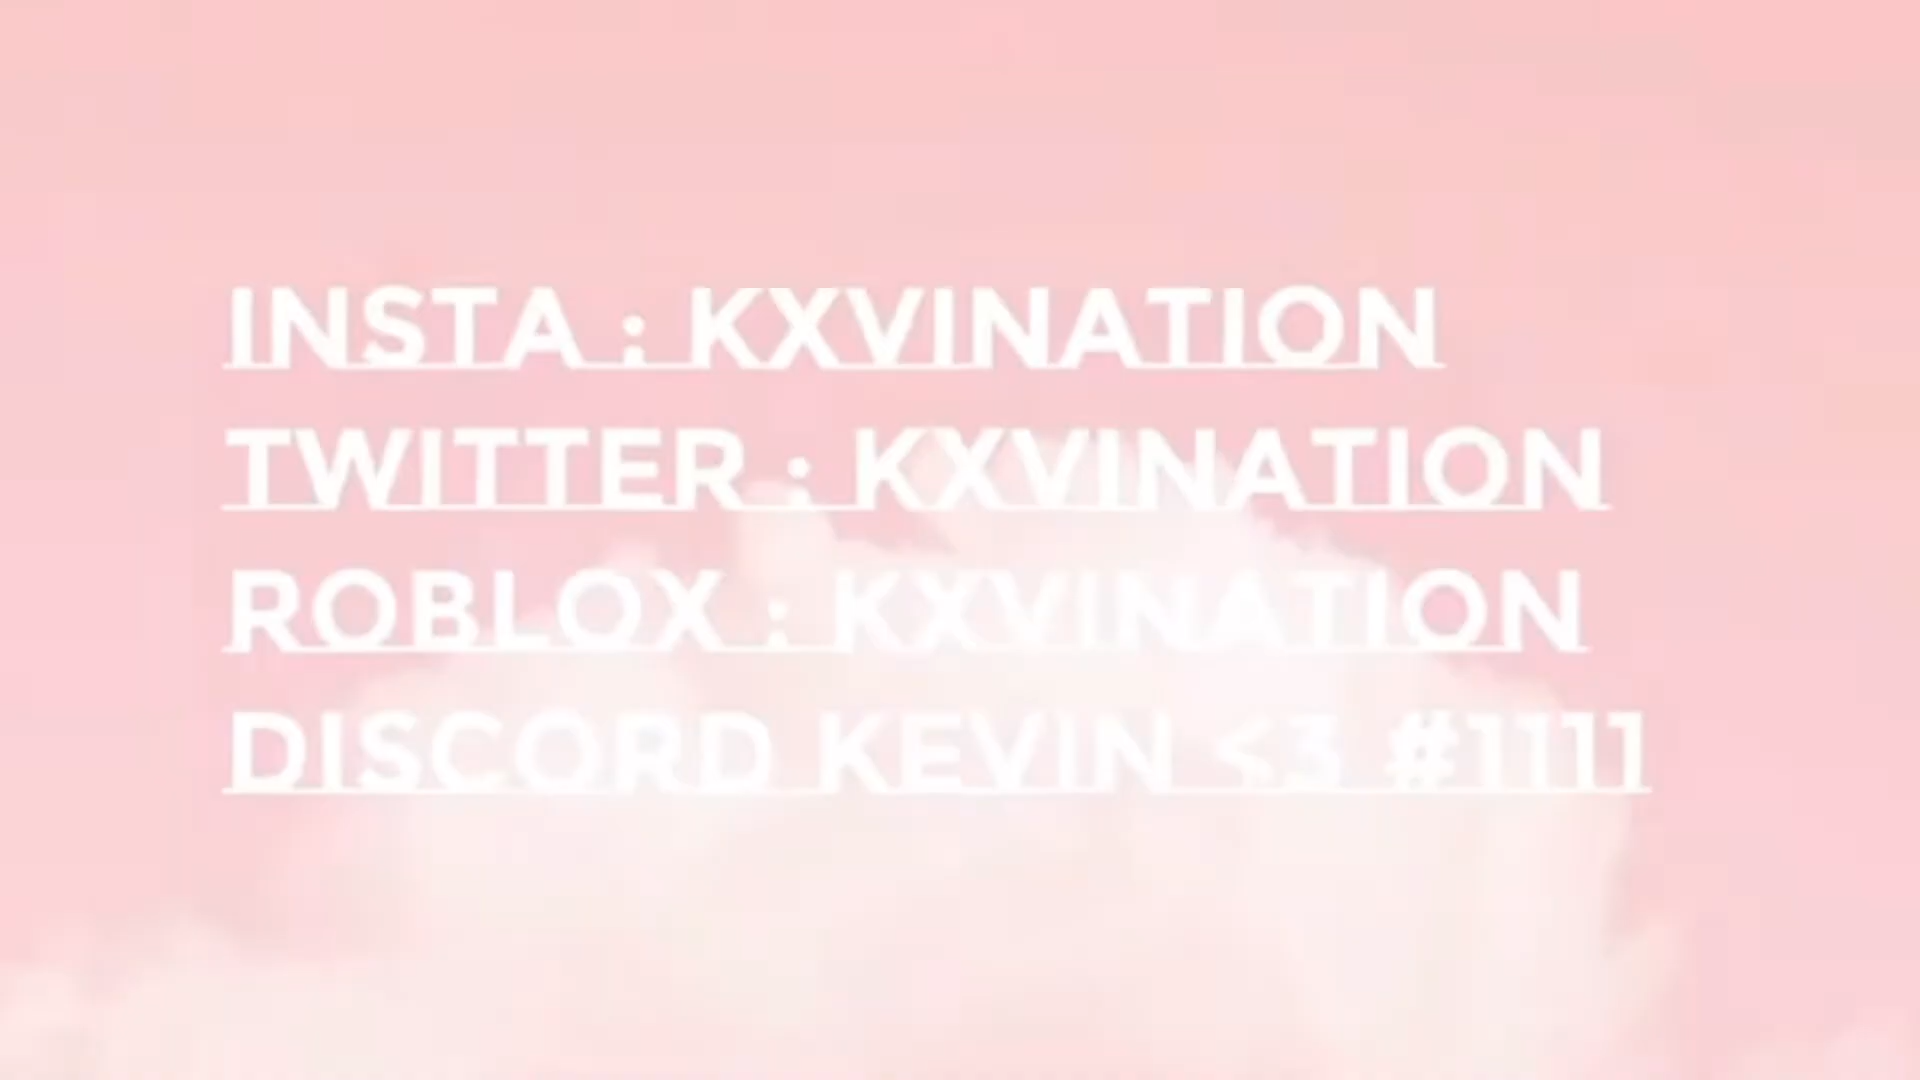 INSTA : KXVINATION
TWITTER : KXVINATION
ROBLOX : KXVINATION
DISCORD KEVIN <3 #1111